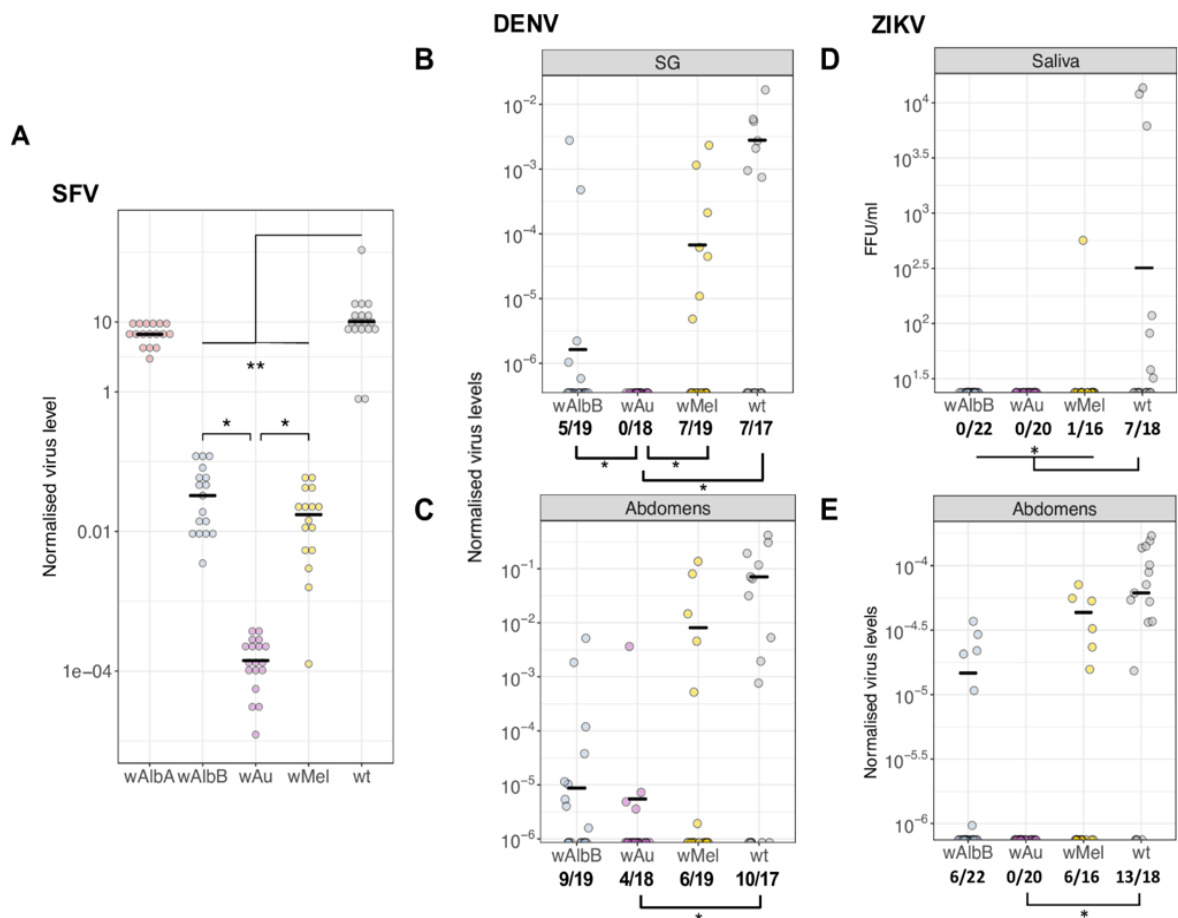 DENV
ZIKV
A
SFV
Normalised virus level
10
1
0.01
1e−04
**
*
*
wAlbA wAlbB wAu wMel wt
B
SG
10-2
10-3
10-4
10-5
10-6
wAlbB wAu wMel wt
5/19 0/18 7/19 7/17
* *
*
Normalised virus levels
C
Abdomens
10-1
10-2
10-3
10-4
10-5
10-6
wAlbB wAu wMel wt
9/19 4/18 6/19 10/17
*
D
Saliva
FFU/ml
10^4
10^3.5
10^3
10^2.5
10^2
10^1.5
wAlbB wAu wMel wt
0/22 0/20 1/16 7/18
*
E
Abdomens
Normalised virus levels
10-4
10-4.5
10-5
10-5.5
10-6
wAlbB wAu wMel wt
6/22 0/20 6/16 13/18
*